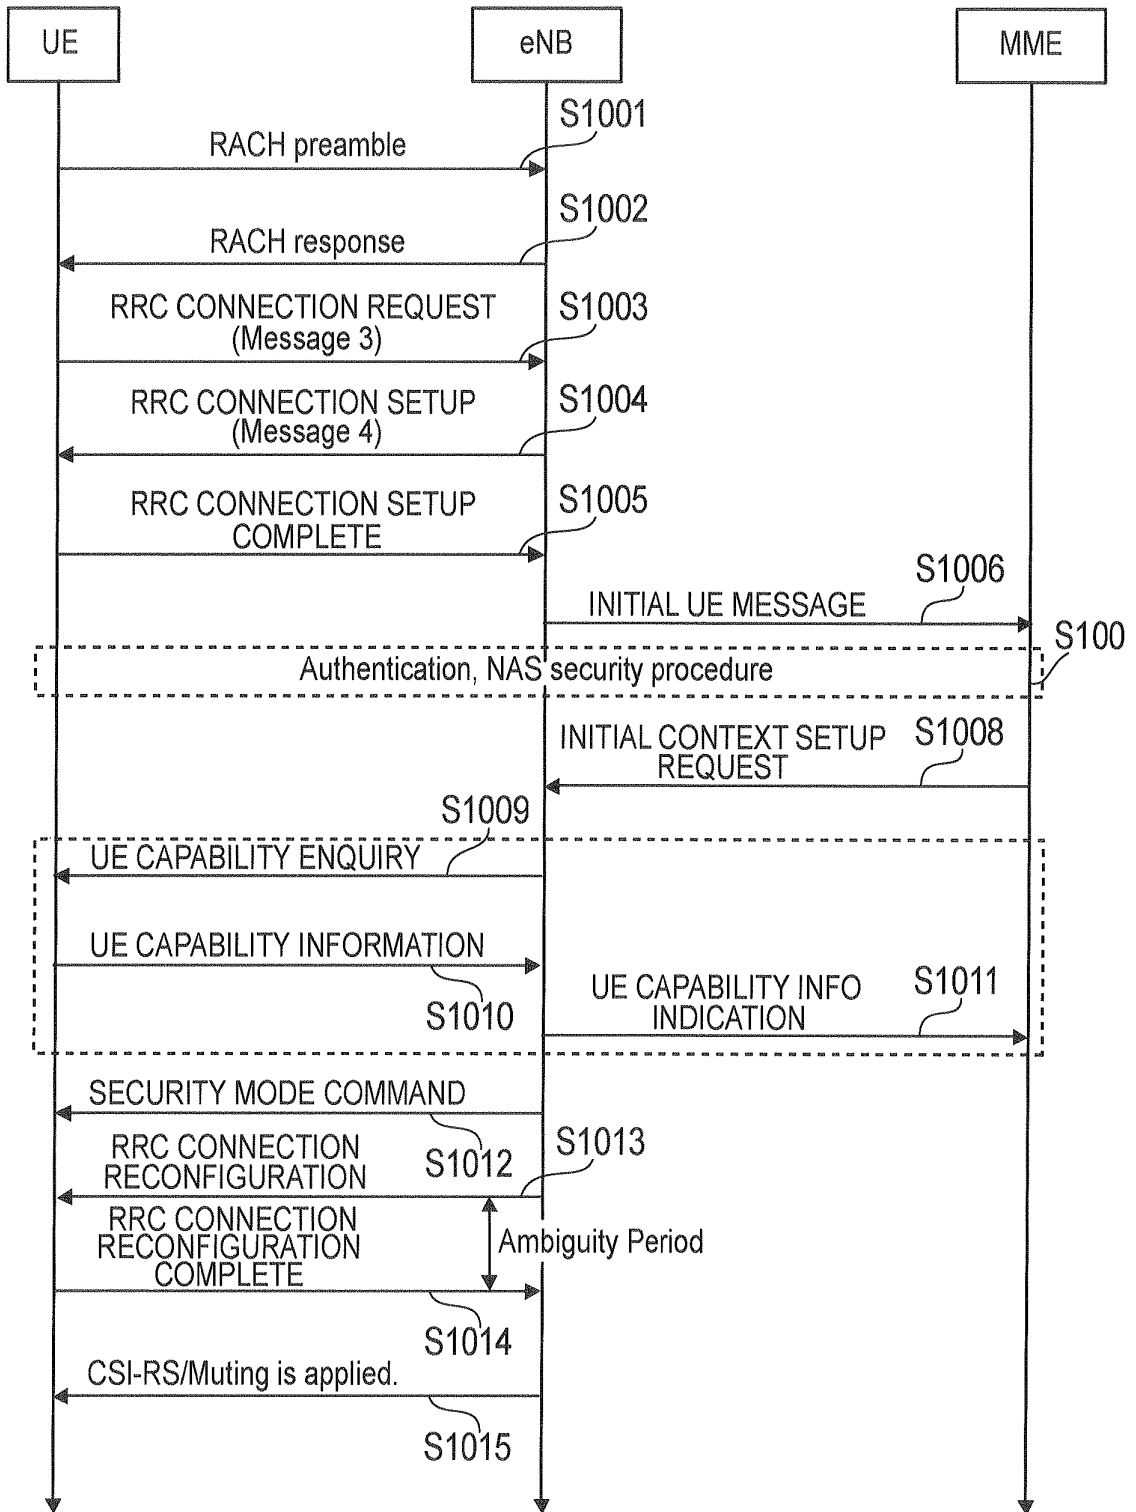 UE
eNB
MME
S1001
RACH preamble
S1002
RACH response
S1003
RRC CONNECTION REQUEST
(Message 3)
S1004
RRC CONNECTION SETUP
(Message 4)
S1005
RRC CONNECTION SETUP
COMPLETE
S1006
INITIAL UE MESSAGE
S100
Authentication, NAS security procedure
S1008
INITIAL CONTEXT SETUP
REQUEST
S1009
UE CAPABILITY ENQUIRY
UE CAPABILITY INFORMATION
S1010
S1011
UE CAPABILITY INFO
INDICATION
SECURITY MODE COMMAND
S1012
S1013
RRC CONNECTION
RECONFIGURATION
RRC CONNECTION
RECONFIGURATION
COMPLETE
Ambiguity Period
S1014
CSI-RS/Muting is applied.
S1015